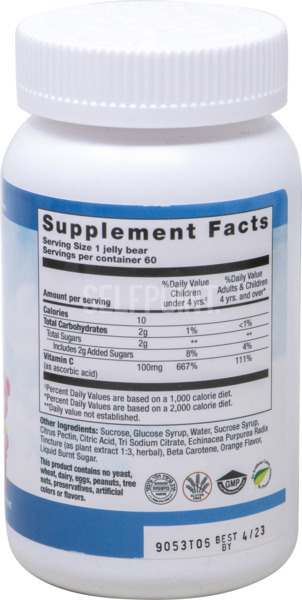 Supplement Facts
Serving Size 1 jelly bear
Servings per container 60
Amount per serving
%Daily Value Children under 4 yrs.◊
%Daily Value Adults & Children 4 yrs. and over*
Calories 10
Total Carbohydrates 2g 1% <1%
Total Sugars 2g ** **
Includes 2g Added Sugars 8% 4%
Vitamin C 100mg 667% 111%
(as ascorbic acid)
◊Percent Daily Values are based on a 1,000 calorie diet.
*Percent Daily Values are based on a 2,000 calorie diet.
**Daily value not established.
Other Ingredients: Sucrose, Glucose Syrup, Water, Sucrose Syrup,
Citrus Pectin, Citric Acid, Tri Sodium Citrate, Echinacea Purpurea Radix
Tincture (as plant extract 1:3, herbal), Beta Carotene, Orange Flavor,
Liquid Burnt Sugar.
This product contains no yeast,
wheat, dairy, eggs, peanuts, tree
nuts, preservatives, artificial
colors or flavors.
GMP
9053T05 BEST BY 4/23